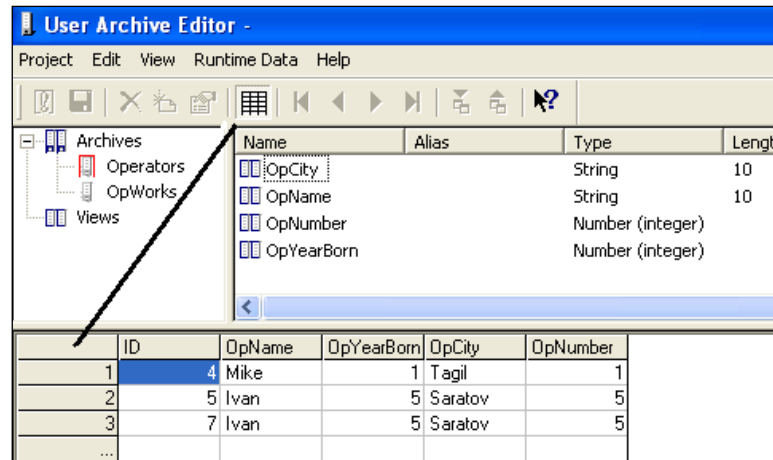 User Archive Editor -
Project Edit View Runtime Data Help
Archives
Operators
OpWorks
Views
Name Alias Type Lengt
OpCity String 10
OpName String 10
OpNumber Number (integer)
OpYearBorn Number (integer)
ID OpName OpYearBorn OpCity OpNumber
1 4 Mike 1 Tagil 1
2 5 Ivan 5 Saratov 5
3 7 Ivan 5 Saratov 5
...